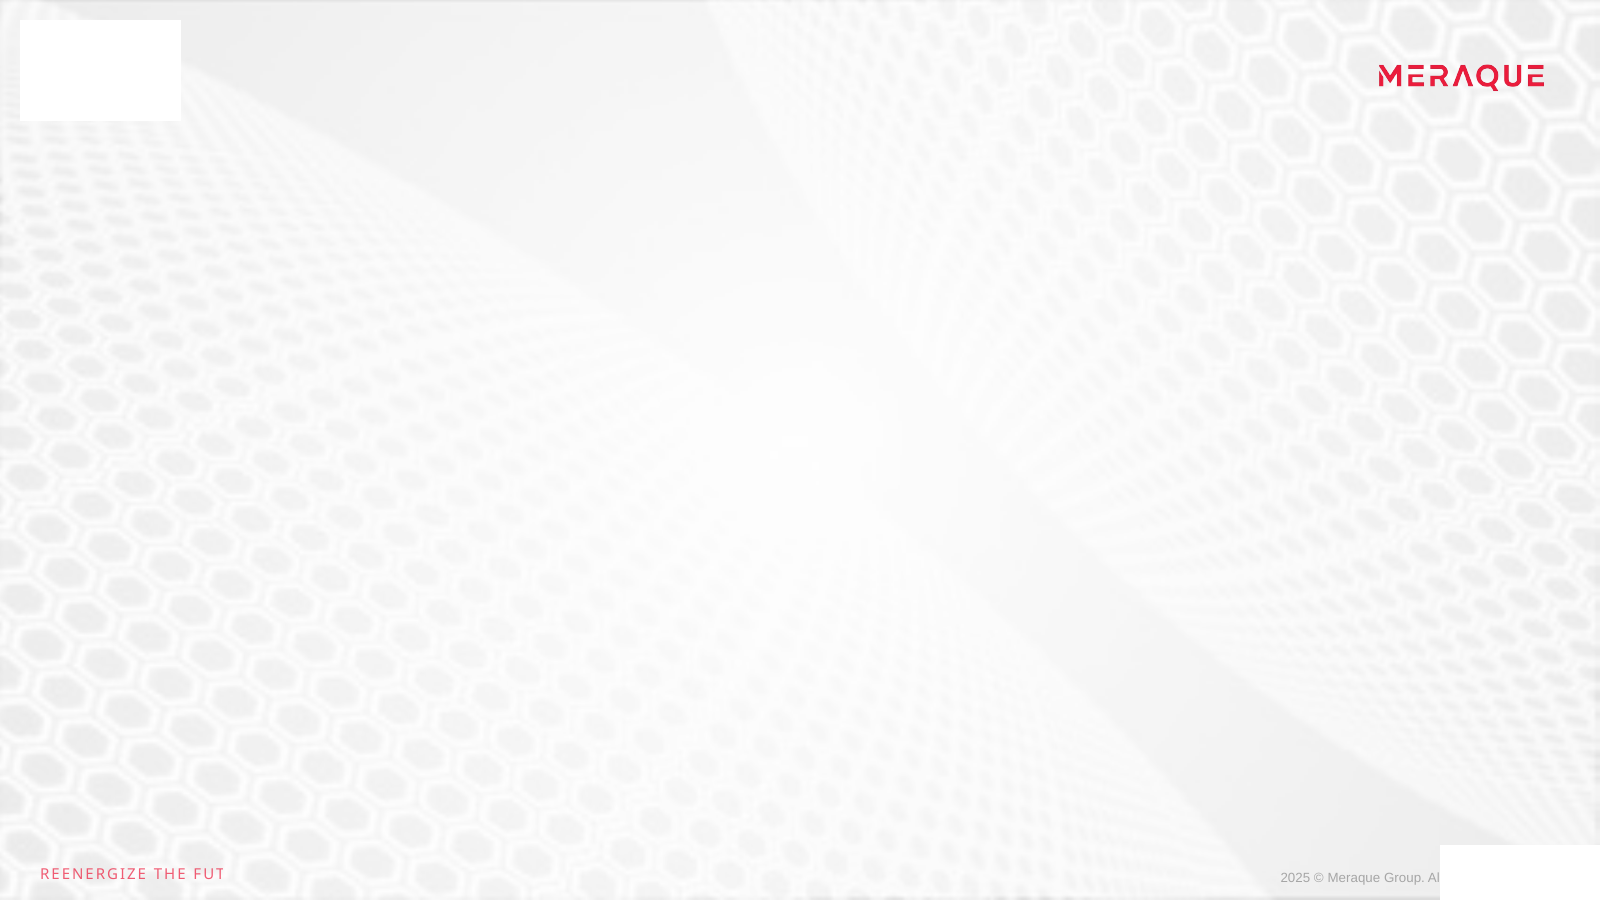 MERAQUE
REENERGIZE THE FUT
2025 © Meraque Group. Al